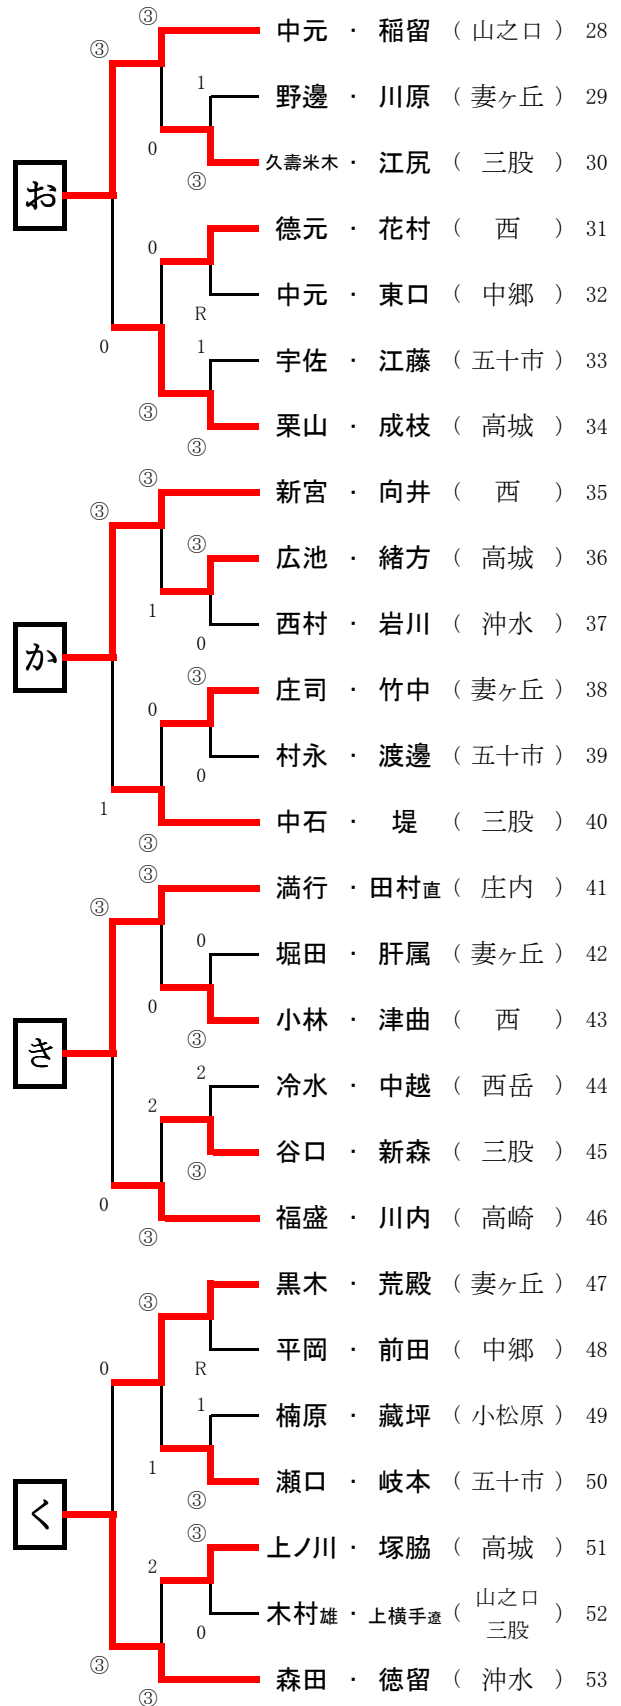 ③
中元 ・ 稲留 ( 山之口 ) 28
③
1
野邊 ・ 川原 ( 妻ヶ丘 ) 29
0
久壽米木 ・ 江尻 ( 三股 ) 30
③
お
徳元 ・ 花村 ( 西 ) 31
0
中元 ・ 東口 ( 中郷 ) 32
R
0
1
宇佐 ・ 江藤 ( 五十市 ) 33
③
栗山 ・ 成枝 ( 高城 ) 34
③
③
新宮 ・ 向井 ( 西 ) 35
③
③
広池 ・ 緒方 ( 高城 ) 36
1
西村 ・ 岩川 ( 沖水 ) 37
0
か
③
庄司 ・ 竹中 ( 妻ヶ丘 ) 38
0
村永 ・ 渡邊 ( 五十市 ) 39
0
1
中石 ・ 堤 ( 三股 ) 40
③
③
満行 ・ 田村直 ( 庄内 ) 41
③
0
堀田 ・ 肝属 ( 妻ヶ丘 ) 42
0
小林 ・ 津曲 ( 西 ) 43
③
き
2
冷水 ・ 中越 ( 西岳 ) 44
2
谷口 ・ 新森 ( 三股 ) 45
③
0
福盛 ・ 川内 ( 高崎 ) 46
③
黒木 ・ 荒殿 ( 妻ヶ丘 ) 47
③
平岡 ・ 前田 ( 中郷 ) 48
0
R
1
楠原 ・ 藏坪 ( 小松原 ) 49
1
瀬口 ・ 岐本 ( 五十市 ) 50
③
く
③
上ノ川 ・ 塚脇 ( 高城 ) 51
2
木村雄 ・ 上横手遼 ( 山之口 三股 ) 52
0
③
森田 ・ 徳留 ( 沖水 ) 53
③